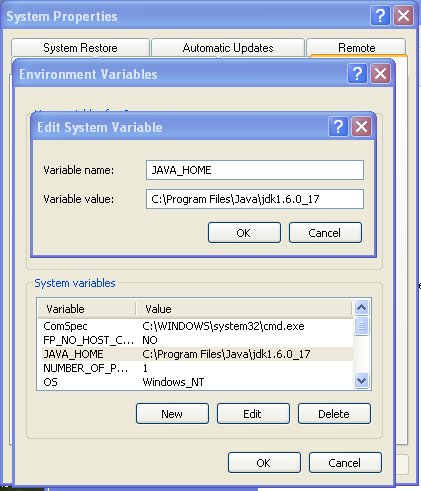 System Properties
System Restore Automatic Updates Remote
Environment Variables
Edit System Variable
Variable name: JAVA_HOME
Variable value: C:\Program Files\Java\jdk1.6.0_17
OK Cancel
System variables
Variable Value
ComSpec C:\WINDOWS\system32\cmd.exe
FP_NO_HOST_C... NO
JAVA_HOME C:\Program Files\Java\jdk1.6.0_17
NUMBER_OF_P... 1
OS Windows_NT
New Edit Delete
OK Cancel